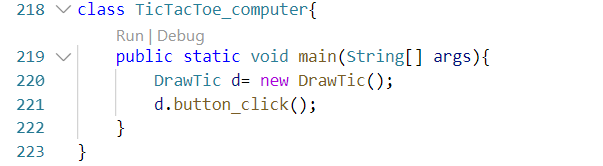 218 class TicTacToe_computer{
Run | Debug
219 public static void main(String[] args){
220 DrawTic d= new DrawTic();
221 d.button_click();
222 }
223 }